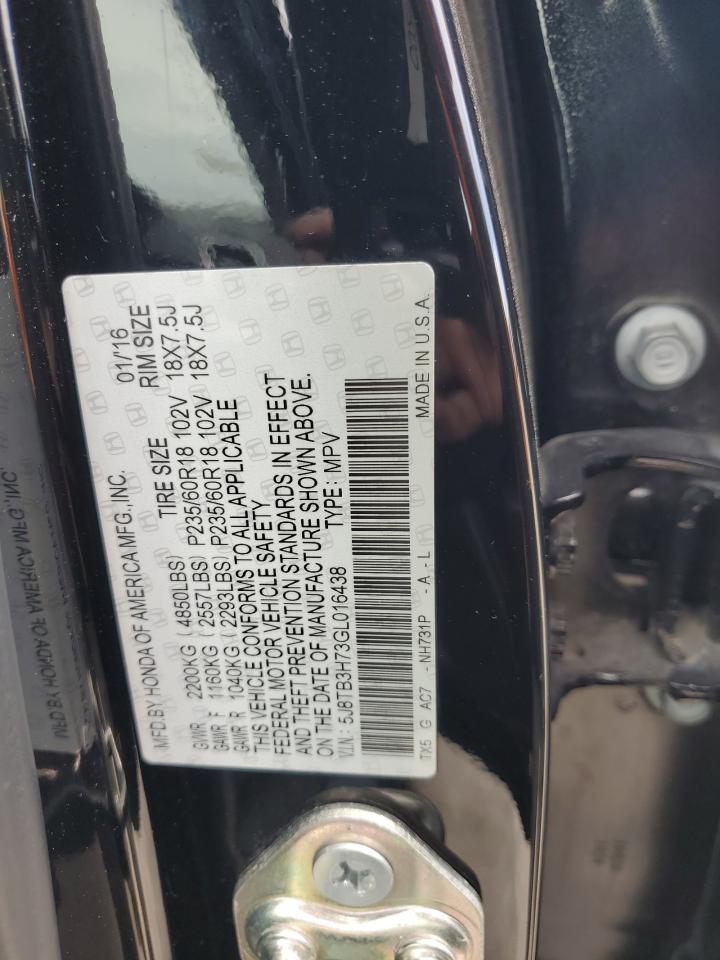 MFD.BY HONDA OF AMERICA MFG.,INC. 01/'16
TIRE SIZE RIM SIZE
GVWR 2200KG (4850LBS)
GAWR F 1160KG (2557LBS) P235/60R18 102V 18X7.5J
GAWR R 1040KG (2293LBS) P235/60R18 102V 18X7.5J
THIS VEHICLE CONFORMS TO ALL APPLICABLE
FEDERAL MOTOR VEHICLE SAFETY
AND THEFT PREVENTION STANDARDS IN EFFECT
ON THE DATE OF MANUFACTURE SHOWN ABOVE.
V.I.N.: 5J8TB3H73GL016438 TYPE: MPV
TX5 G AC7 -NH731P -A-L MADE IN U.S.A.